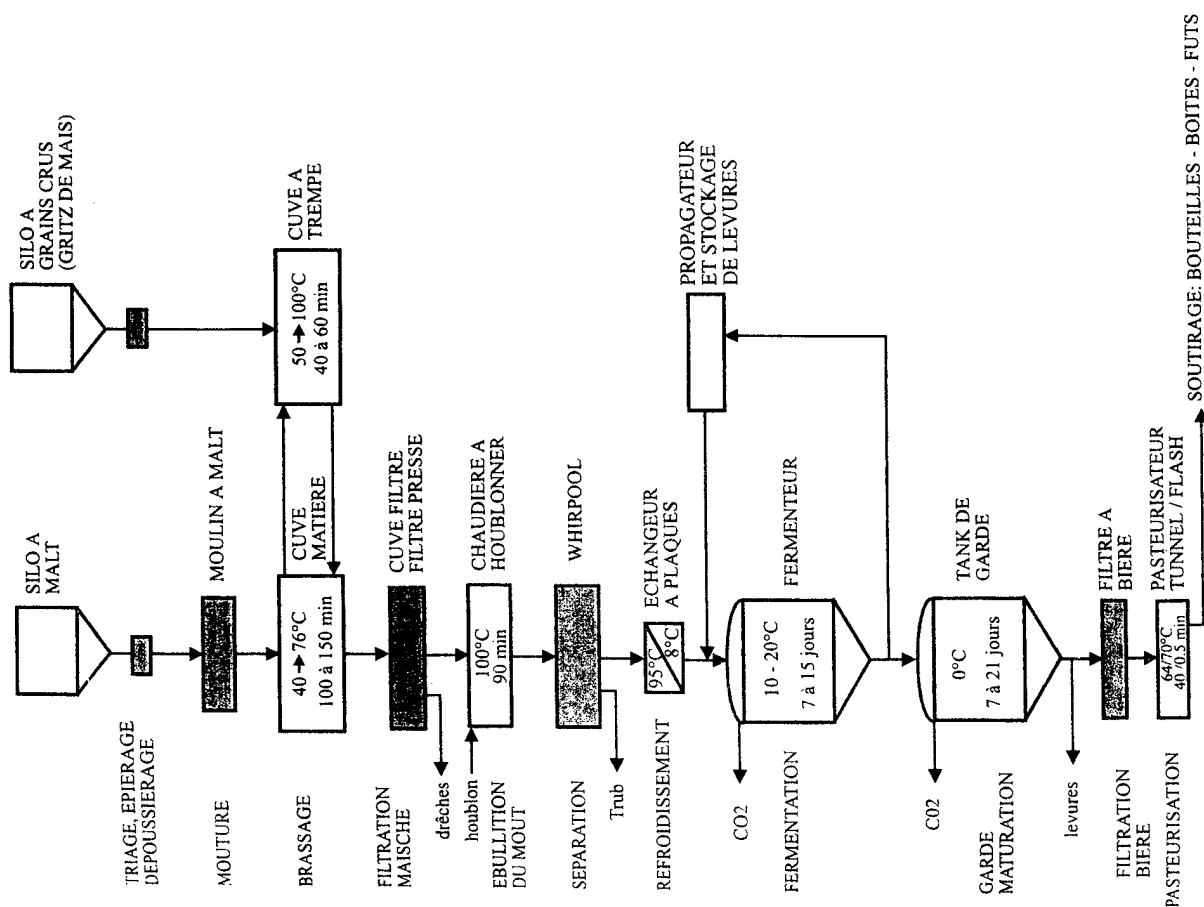 SILO A
MALT
SILO A
GRAINS CRUS
(GRITZ DE MAIS)
TRIAGE, EPIERAGE
DEPOUSSIERAGE
MOUTURE
MOULIN A MALT
BRASSAGE
40→76°C
100 à 150 min
CUVE
MATIERE
50→100°C
40 à 60 min
CUVE A
TREMPE
FILTRATION
MAISCHE
drêches
CUVE FILTRE
FILTRE PRESSE
houblon
EBULLITION
DU MOUT
100°C
90 min
CHAUDIERE A
HOUBLONNER
SEPARATION
Trub
WHIRPOOL
REFROIDISSEMENT
95°C
8°C
ECHANGEUR
A PLAQUES
PROPAGATEUR
ET STOCKAGE
DE LEVURES
CO2
FERMENTATION
10 - 20°C
7 à 15 jours
FERMENTEUR
CO2
GARDE
MATURATION
0°C
7 à 21 jours
TANK DE
GARDE
levures
FILTRATION
BIERE
FILTRE A
BIERE
PASTEURISATION
64/70°C
40 /0.5 min
PASTEURISATEUR
TUNNEL / FLASH
SOUTIRAGE: BOUTEILLES - BOITES - FUTS